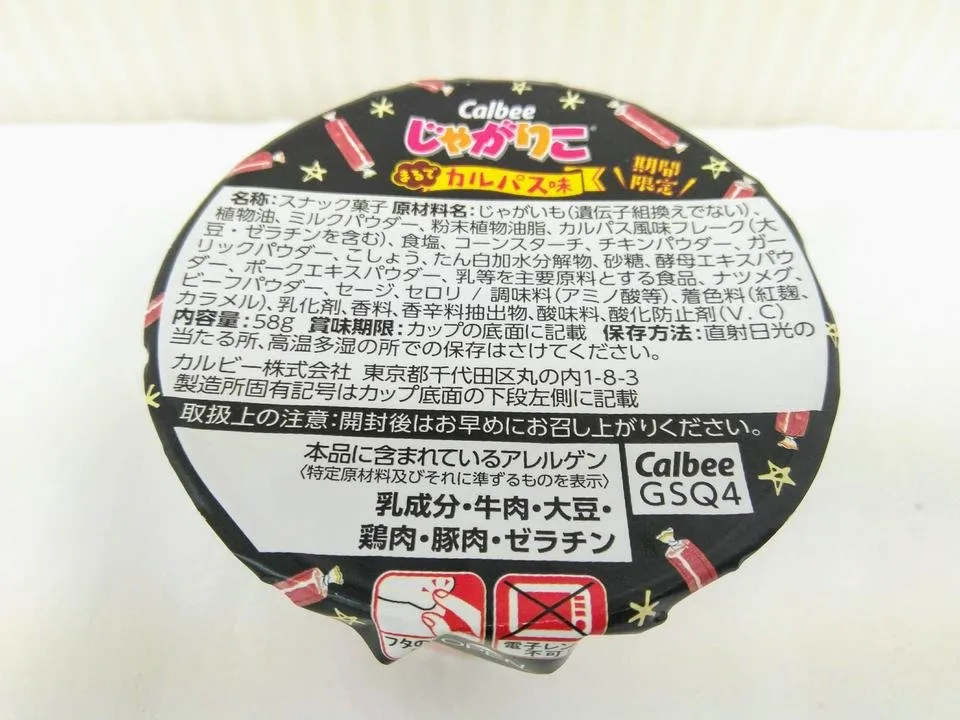 Calbee
じゃがりこ
まるで
カルパス味
期間
限定
名称:スナック菓子 原材料名:じゃがいも(遺伝子組換えでない)、
植物油、ミルクパウダー、粉末植物油脂、カルパス風味フレーク(大
豆・ゼラチンを含む)、食塩、コーンスターチ、チキンパウダー、ガー
リックパウダー、こしょう、たん白加水分解物、砂糖、酵母エキスパウ
ダー、ポークエキスパウダー、乳等を主要原料とする食品、ナツメグ、
ビーフパウダー、セージ、セロリ / 調味料(アミノ酸等)、着色料(紅麹、
カラメル)、乳化剤、香料、香辛料抽出物、酸味料、酸化防止剤(V.C)
内容量:58g 賞味期限:カップの底面に記載 保存方法:直射日光の
当たる所、高温多湿の所での保存はさけてください。
カルビー株式会社 東京都千代田区丸の内1-8-3
製造所固有記号はカップ底面の下段左側に記載
取扱上の注意:開封後はお早めにお召し上がりください。
本品に含まれているアレルゲン
〈特定原材料及びそれに準ずるものを表示〉
乳成分・牛肉・大豆・
鶏肉・豚肉・ゼラチン
Calbee
GSQ4
フタの
電子レン
不可
OPEN